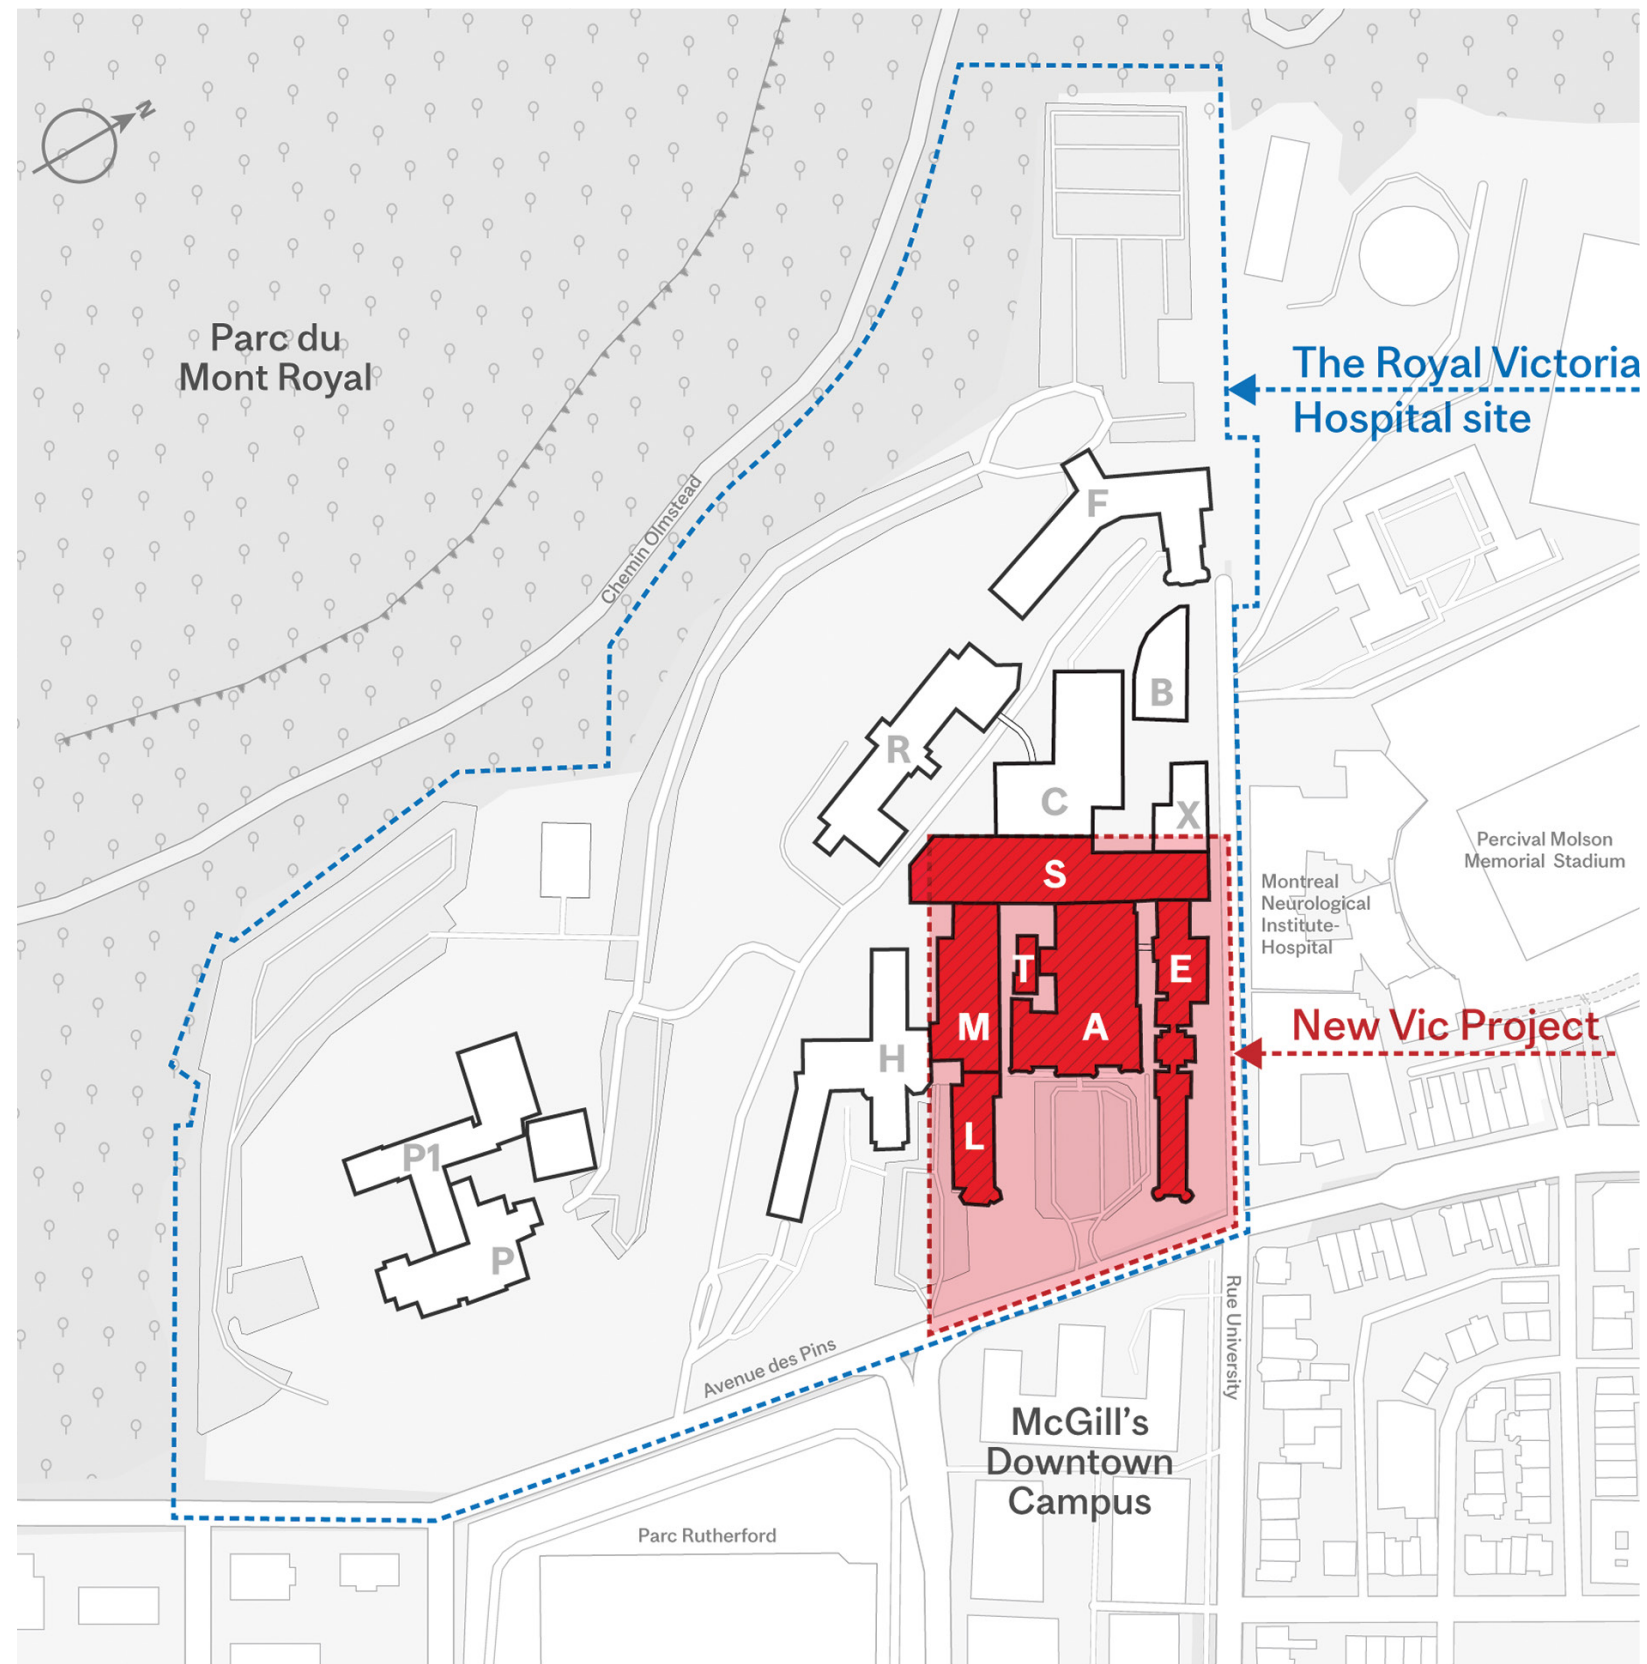 N
Parc du
Mont Royal
The Royal Victoria
Hospital site
Chemin Olmstead
F
B
R
C
X
S
Percival Molson
Memorial Stadium
Montreal
Neurological
Institute-
Hospital
T
E
M
A
New Vic Project
H
L
P1
P
Avenue des Pins
Rue University
McGill's
Downtown
Campus
Parc Rutherford